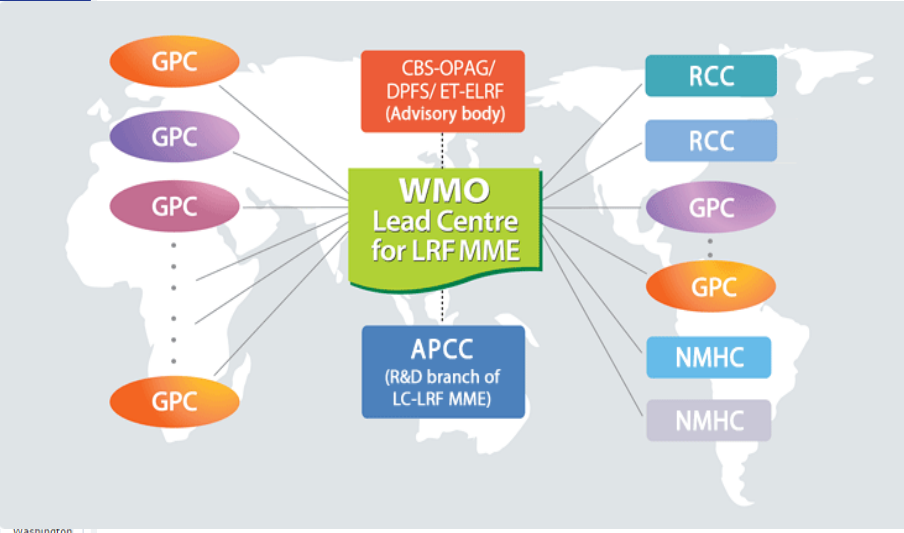 GPC
GPC
GPC
GPC
CBS-OPAG/
DPFS/ ET-ELRF
(Advisory body)
WMO
Lead Centre
for LRF MME
APCC
(R&D branch of
LC-LRF MME)
RCC
RCC
GPC
GPC
NMHC
NMHC
Washington